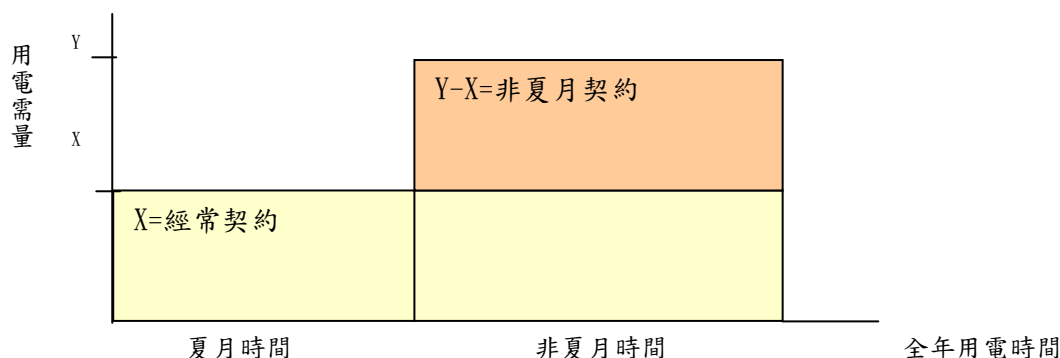 用電需量
Y
X
Y-X=非夏月契約
X=經常契約
夏月時間
非夏月時間
全年用電時間